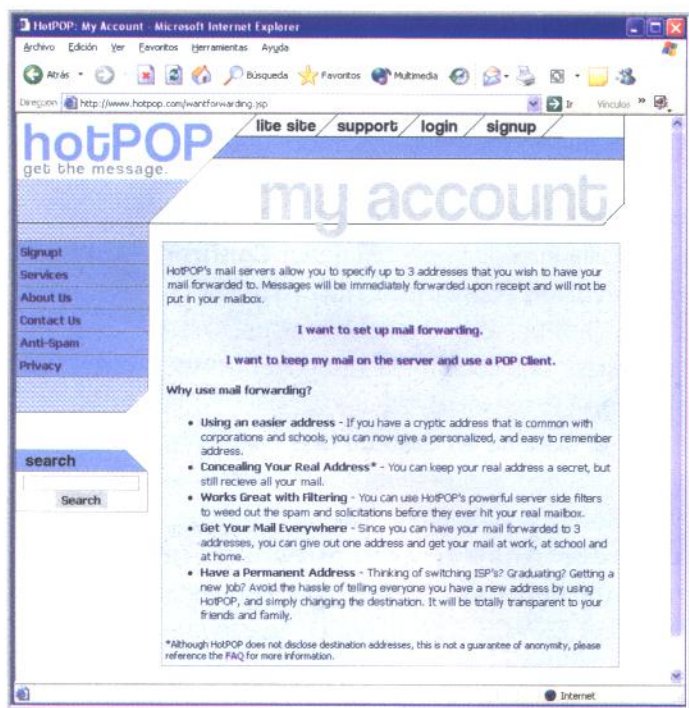 HotPOP: My Account - Microsoft Internet Explorer
Archivo Edición Ver Favoritos Herramientas Ayuda
Atrás Búsqueda Favoritos Multimedia
Dirección http://www.hotpop.com/wantforwarding.jsp Ir Vínculos »
hotPOP
get the message.
lite site support login signup
my account
Signup!
Services
About Us
Contact Us
Anti-Spam
Privacy
search
Search
HotPOP's mail servers allow you to specify up to 3 addresses that you wish to have your
mail forwarded to. Messages will be immediately forwarded upon receipt and will not be
put in your mailbox.
I want to set up mail forwarding.
I want to keep my mail on the server and use a POP Client.
Why use mail forwarding?
• Using an easier address - If you have a cryptic address that is common with
corporations and schools, you can now give a personalized, and easy to remember
address.
• Concealing Your Real Address* - You can keep your real address a secret, but
still recieve all your mail.
• Works Great with Filtering - You can use HotPOP's powerful server side filters
to weed out the spam and solicitations before they ever hit your real mailbox.
• Get Your Mail Everywhere - Since you can have your mail forwarded to 3
addresses, you can give out one address and get your mail at work, at school and
at home.
• Have a Permanent Address - Thinking of switching ISP's? Graduating? Getting a
new job? Avoid the hassle of telling everyone you have a new address by using
HotPOP, and simply changing the destination. It will be totally transparent to your
friends and family.
*Although HotPOP does not disclose destination addresses, this is not a guarantee of anonymity, please
reference the FAQ for more information.
Internet